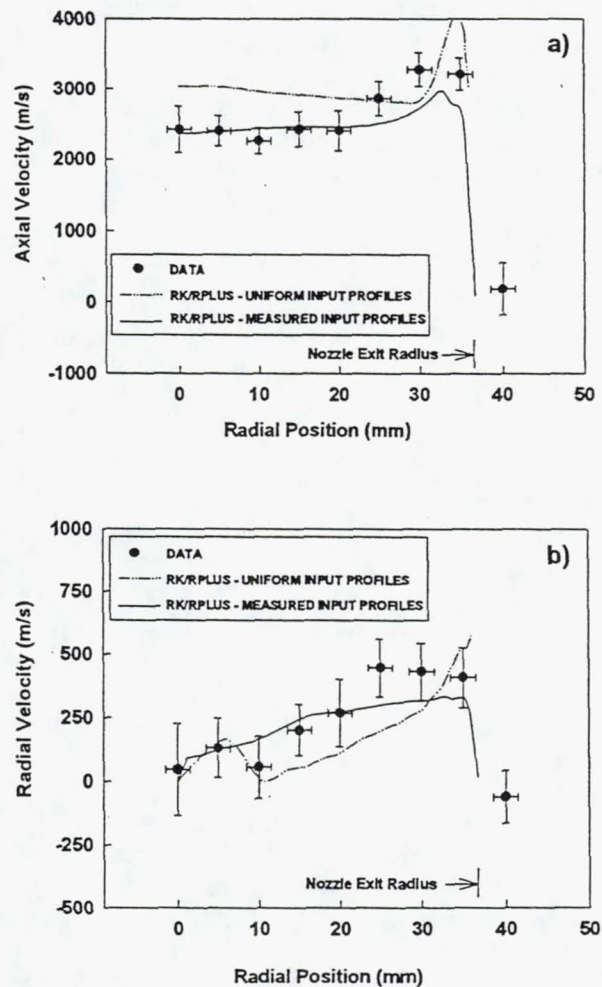 4000
a)
3000
2000
1000
0
-1000
Axial Velocity (m/s)
DATA
RK/RPLUS - UNIFORM INPUT PROFILES
RK/RPLUS - MEASURED INPUT PROFILES
Nozzle Exit Radius
0 10 20 30 40 50
Radial Position (mm)
1000
b)
750
500
250
0
-250
-500
Radial Velocity (m/s)
DATA
RK/RPLUS - UNIFORM INPUT PROFILES
RK/RPLUS - MEASURED INPUT PROFILES
Nozzle Exit Radius
0 10 20 30 40 50
Radial Position (mm)